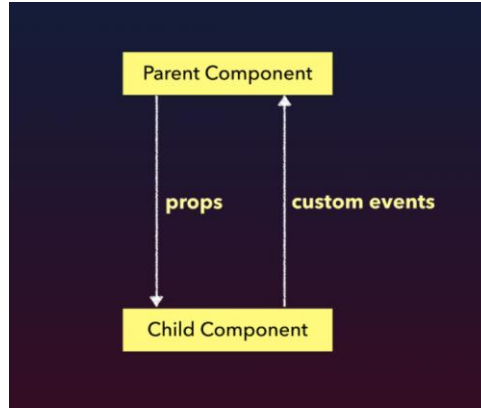 Parent Component
props
custom events
Child Component